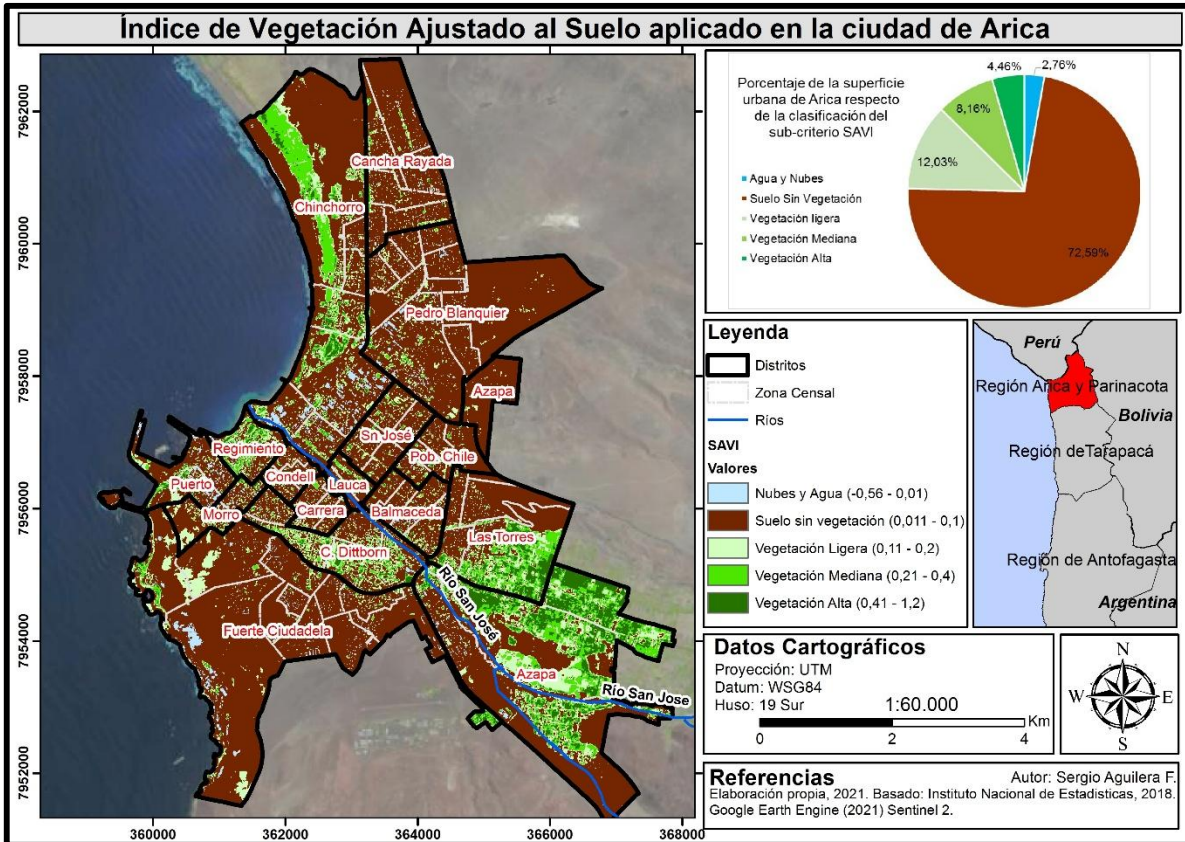 Índice de Vegetación Ajustado al Suelo aplicado en la ciudad de Arica
7962000
7960000
7958000
7956000
7954000
7952000
360000
362000
364000
366000
368000
Cancha Rayada
Chinchorro
Pedro Blanquier
Azapa
Sn José
Regimiento
Pob. Chile
Condell
Puerto
Lauca
Morro
Carrera
Balmaceda
Las Torres
C. Dittborn
Río San José
Fuerte Ciudadela
Azapa
Río San Jose
Porcentaje de la superficie
urbana de Arica respecto
de la clasificación del
sub-criterio SAVI
Agua y Nubes
Suelo Sin Vegetación
Vegetación ligera
Vegetación Mediana
Vegetación Alta
4,46%
2,76%
8,16%
12,03%
72,59%
Leyenda
Distritos
Zona Censal
Ríos
SAVI
Valores
Nubes y Agua (-0,56 - 0,01)
Suelo sin vegetación (0,011 - 0,1)
Vegetación Ligera (0,11 - 0,2)
Vegetación Mediana (0,21 - 0,4)
Vegetación Alta (0,41 - 1,2)
Perú
Región Arica y Parinacota
Bolivia
Región de Tarapacá
Región de Antofagasta
Argentina
Datos Cartográficos
Proyección: UTM
Datum: WSG84
Huso: 19 Sur
1:60.000
Km
0 2 4
N
W E
S
Referencias
Autor: Sergio Aguilera F.
Elaboración propia, 2021. Basado: Instituto Nacional de Estadisticas, 2018.
Google Earth Engine (2021) Sentinel 2.